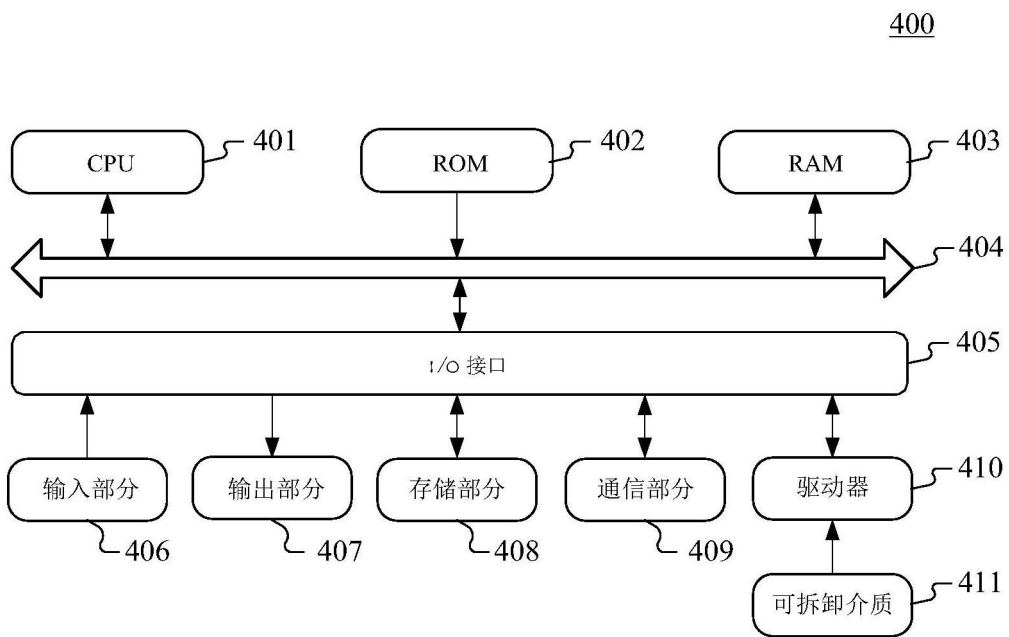 400
CPU 401
ROM 402
RAM 403
404
I/O 接口 405
输入部分 406
输出部分 407
存储部分 408
通信部分 409
驱动器 410
可拆卸介质 411